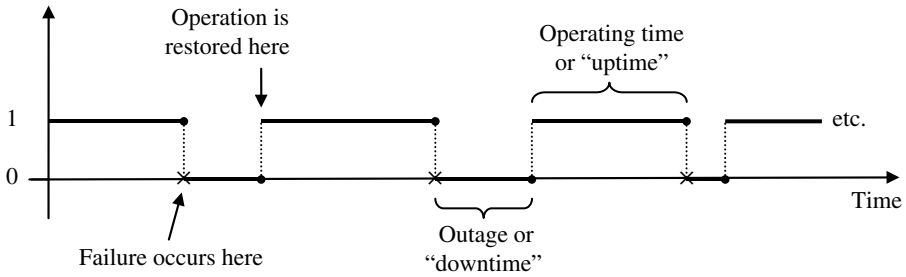 Operation is
restored here
Operating time
or “uptime”
1
etc.
0
Time
Failure occurs here
Outage or
“downtime”